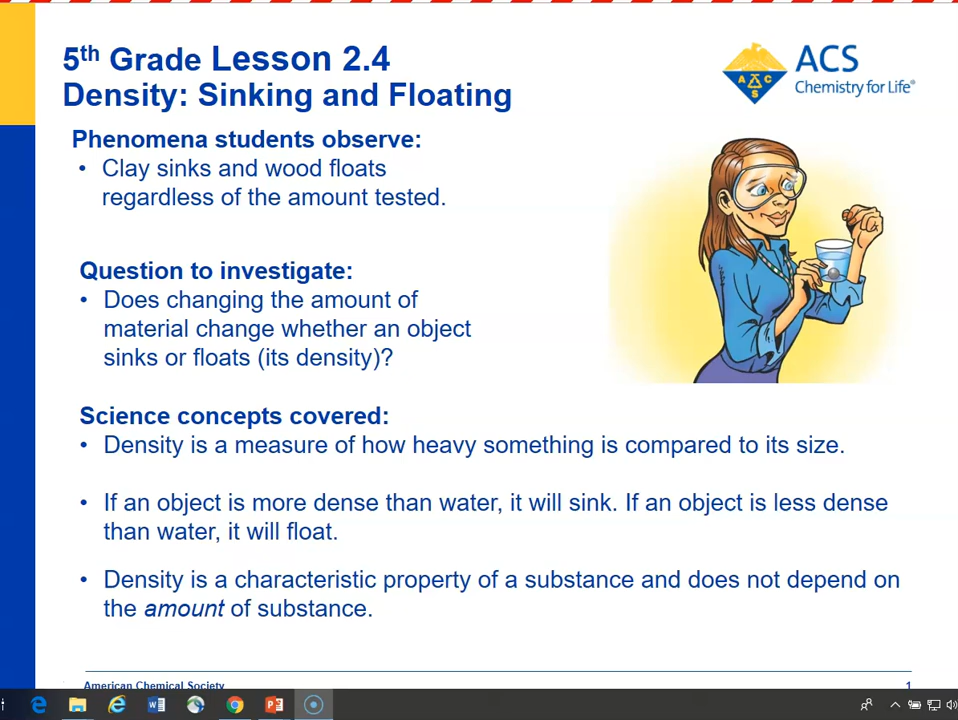 5th Grade Lesson 2.4
Density: Sinking and Floating
ACS
Chemistry for Life®
A C S
Phenomena students observe:
• Clay sinks and wood floats
regardless of the amount tested.
Question to investigate:
• Does changing the amount of
material change whether an object
sinks or floats (its density)?
Science concepts covered:
• Density is a measure of how heavy something is compared to its size.
• If an object is more dense than water, it will sink. If an object is less dense
than water, it will float.
• Density is a characteristic property of a substance and does not depend on
the amount of substance.
American Chemical Society
1